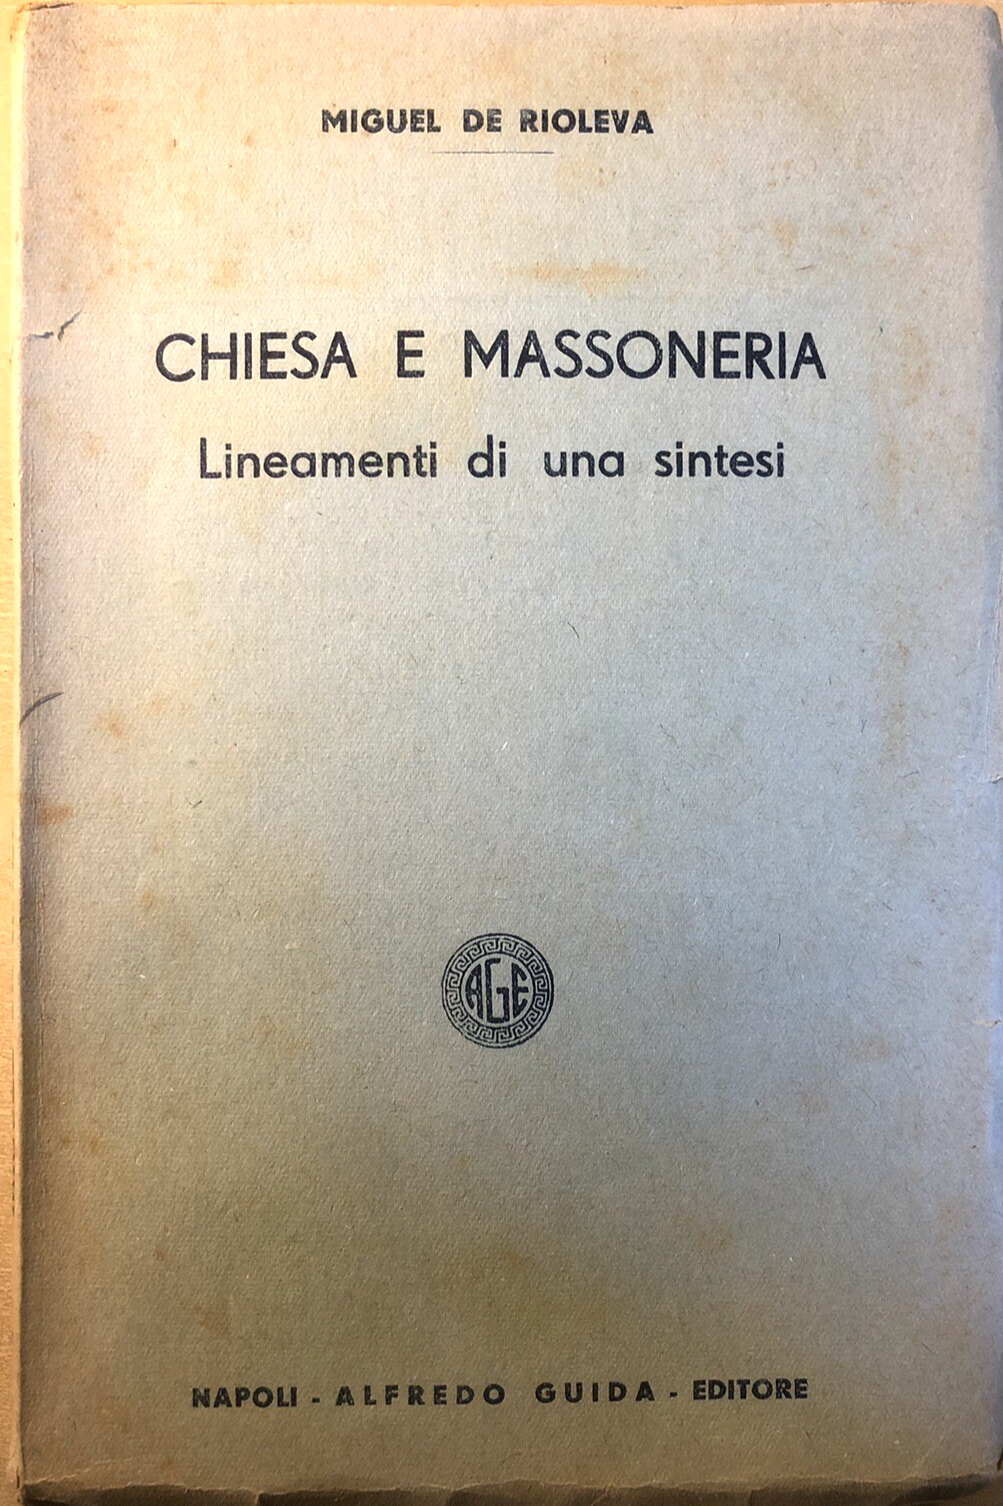 MIGUEL DE RIOLEVA
CHIESA E MASSONERIA
Lineamenti di una sintesi
AGE
NAPOLI - ALFREDO GUIDA - EDITORE